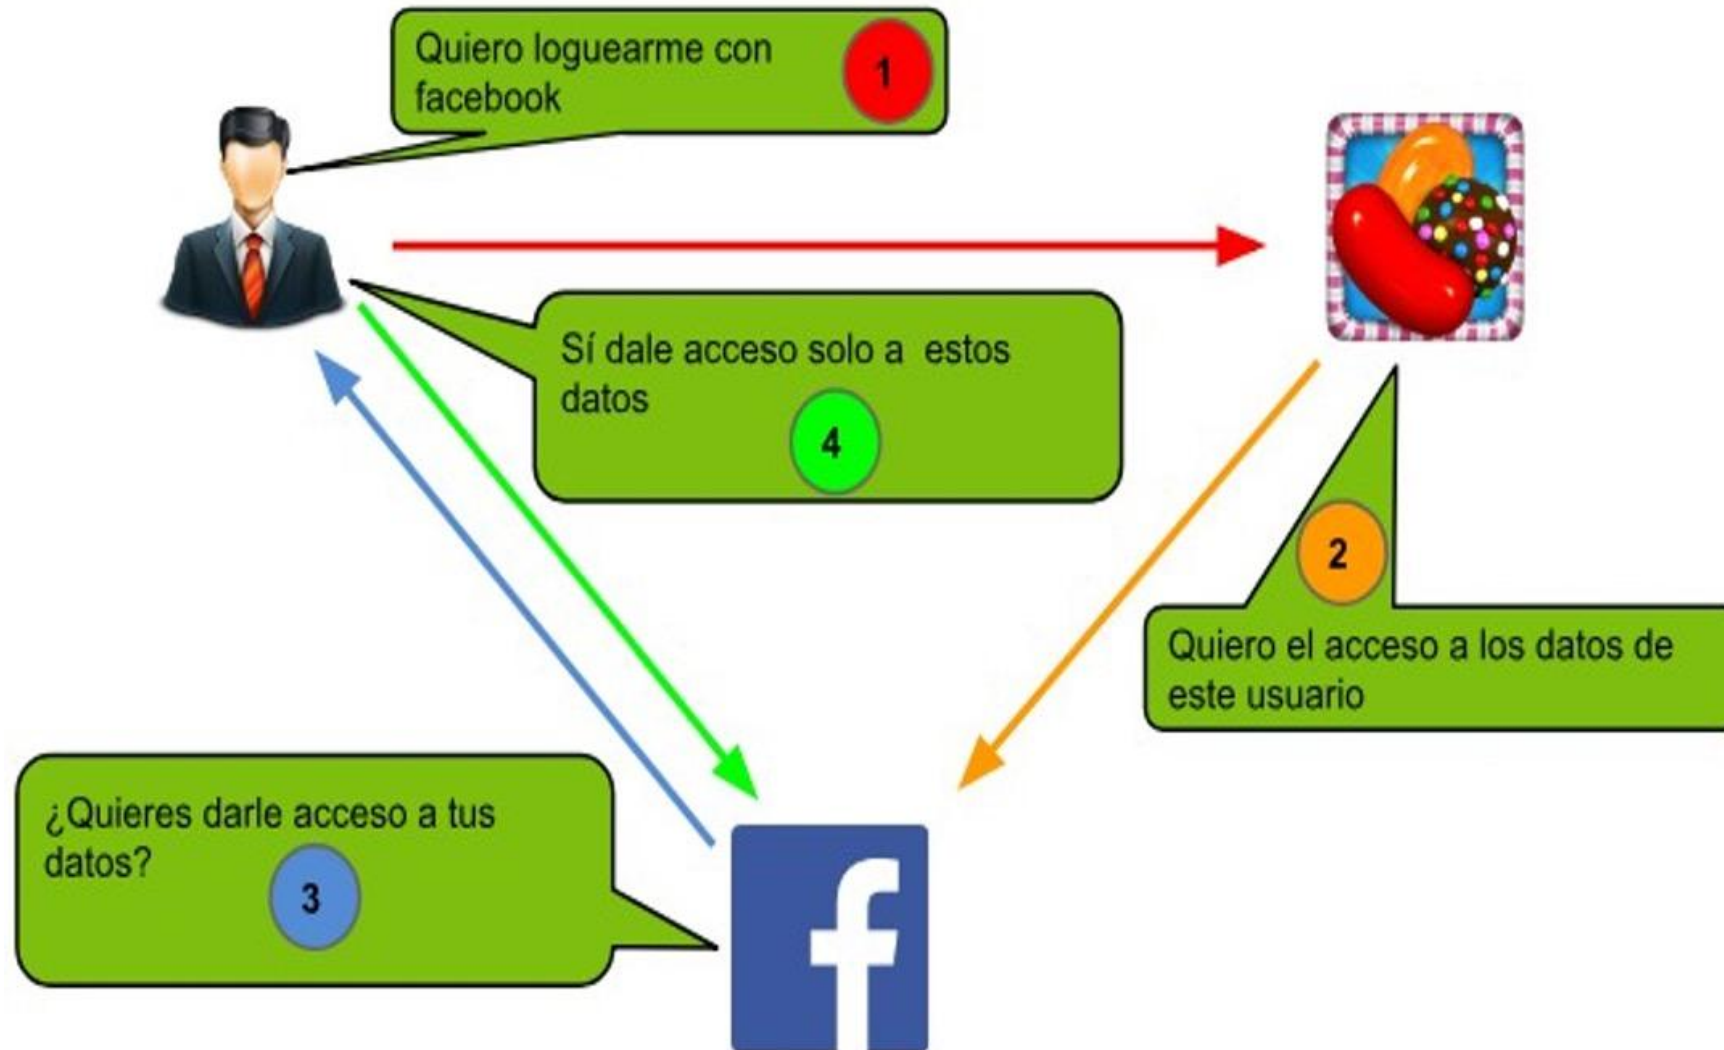 Quiero loguearme con
facebook
1
Sí dale acceso solo a estos
datos
4
2
Quiero el acceso a los datos de
este usuario
¿Quieres darle acceso a tus
datos?
3
f